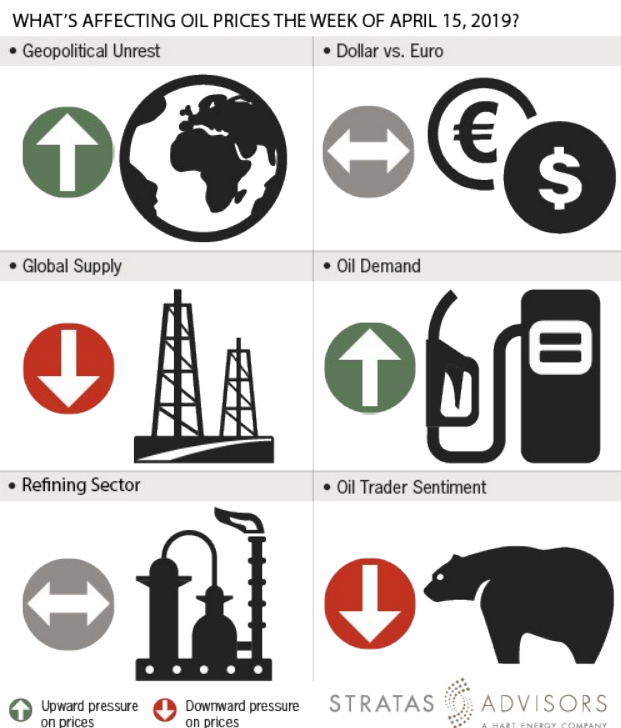 WHAT'S AFFECTING OIL PRICES THE WEEK OF APRIL 15, 2019?
• Geopolitical Unrest
• Dollar vs. Euro
€
$
• Global Supply
• Oil Demand
• Refining Sector
• Oil Trader Sentiment
Upward pressure
on prices
Downward pressure
on prices
STRATAS ADVISORS
A HART ENERGY COMPANY